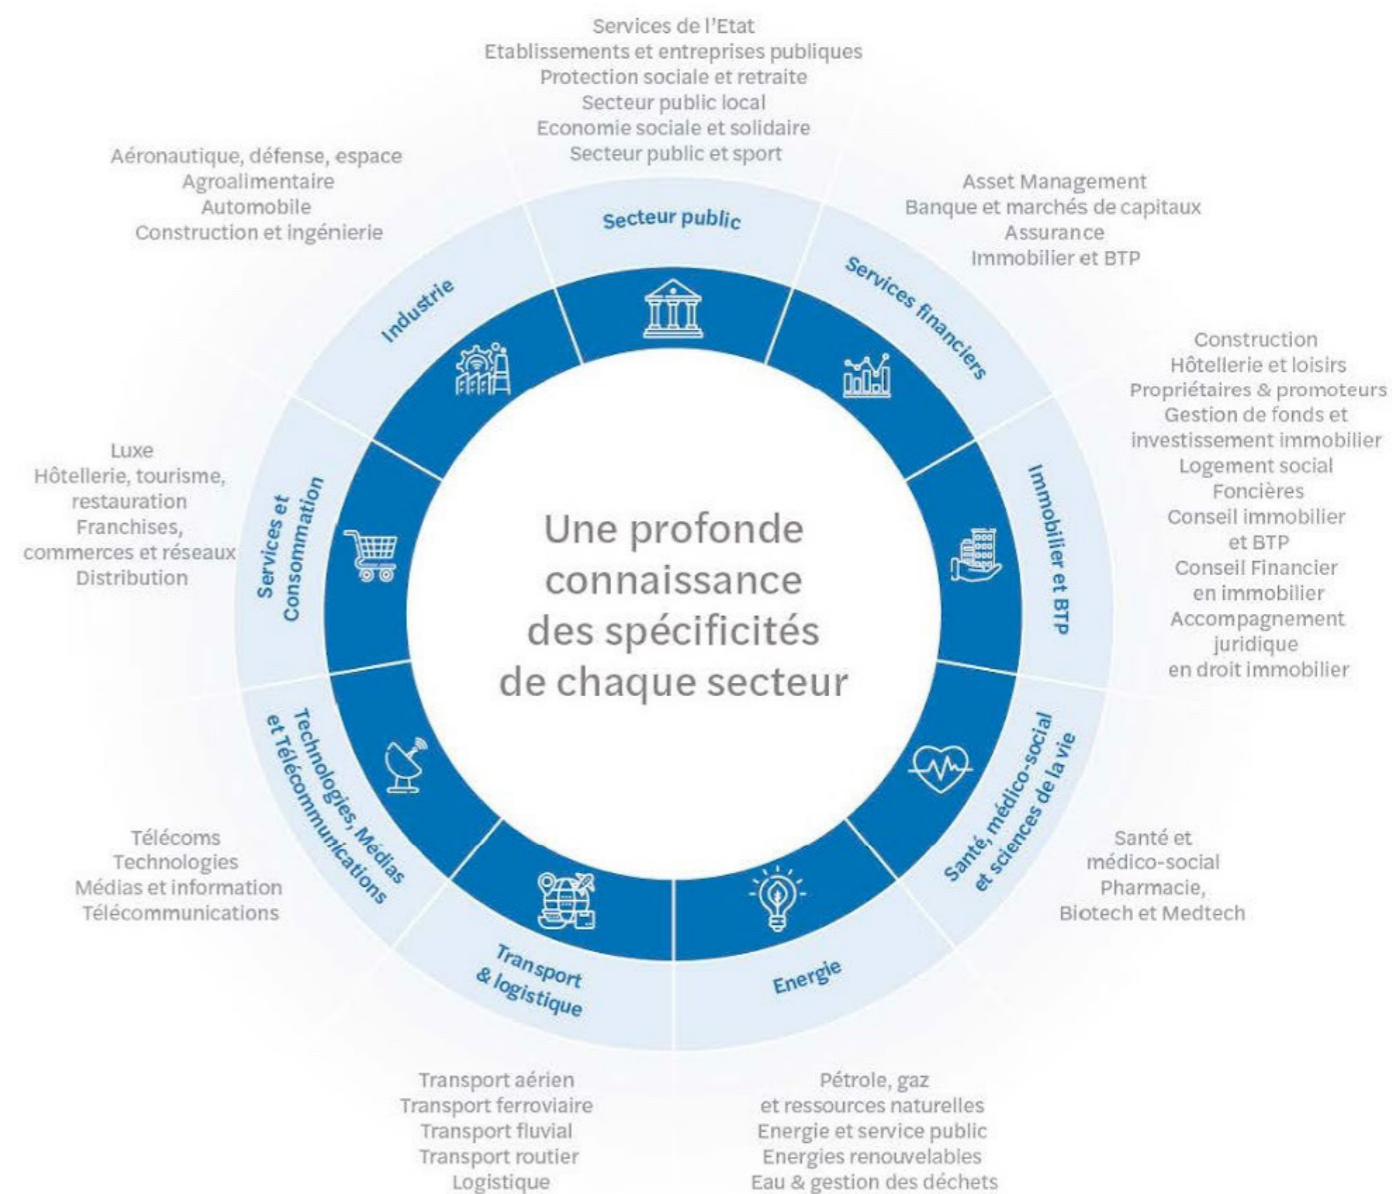 Services de l'Etat
Etablissements et entreprises publiques
Protection sociale et retraite
Secteur public local
Economie sociale et solidaire
Secteur public et sport
Secteur public
Asset Management
Banque et marchés de capitaux
Assurance
Immobilier et BTP
Services financiers
Construction
Hôtellerie et loisirs
Propriétaires & promoteurs
Gestion de fonds et
investissement immobilier
Logement social
Foncières
Conseil immobilier
et BTP
Conseil Financier
en immobilier
Accompagnement
juridique
en droit immobilier
Immobilier et BTP
Santé, médico-social
et sciences de la vie
Santé et
médico-social
Pharmacie,
Biotech et Medtech
Energie
Pétrole, gaz
et ressources naturelles
Energie et service public
Energies renouvelables
Eau & gestion des déchets
Transport
& logistique
Transport aérien
Transport ferroviaire
Transport fluvial
Transport routier
Logistique
Technologies, Médias
et Télécommunications
Télécoms
Technologies
Médias et information
Télécommunications
Services et
Consommation
Luxe
Hôtellerie, tourisme,
restauration
Franchises,
commerces et réseaux
Distribution
Industrie
Aéronautique, défense, espace
Agroalimentaire
Automobile
Construction et ingénierie
Une profonde
connaissance
des spécificités
de chaque secteur